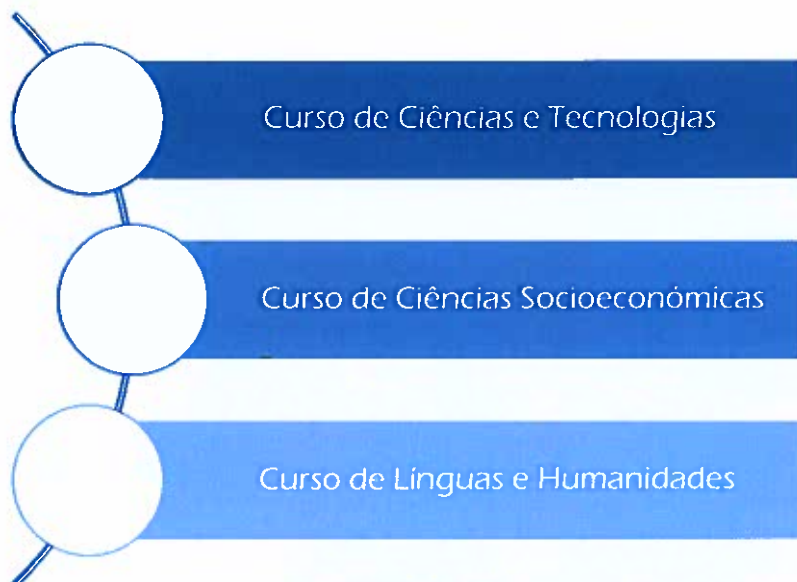 Curso de Ciências e Tecnologias
Curso de Ciências Socioeconómicas
Curso de Línguas e Humanidades